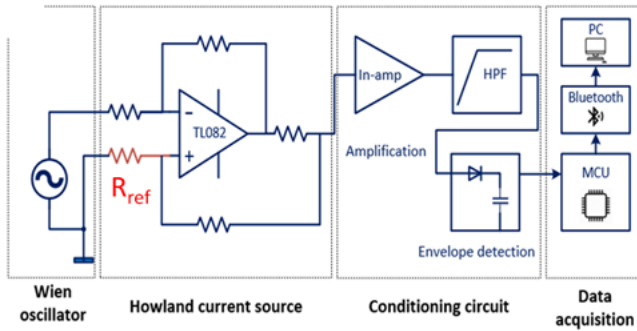 PC
In-amp
HPF
Bluetooth
TL082
Amplification
MCU
R_ref
Envelope detection
Wien
oscillator
Howland current source
Conditioning circuit
Data
acquisition